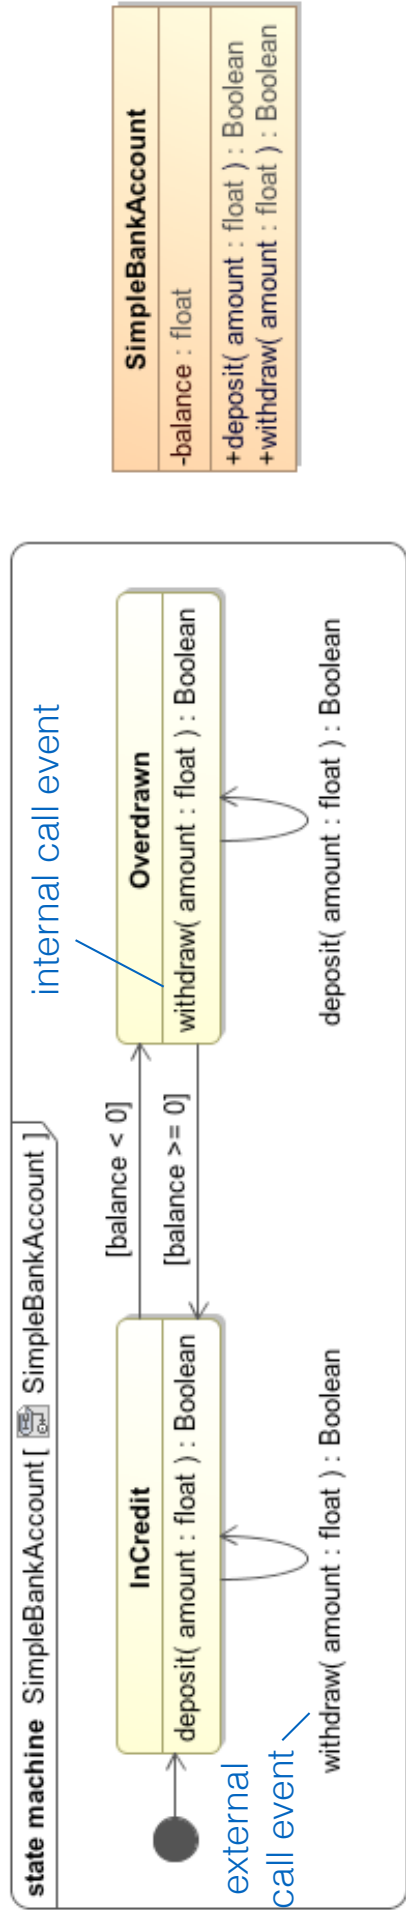 state machine SimpleBankAccount [ SimpleBankAccount ]
internal call event
InCredit
deposit( amount : float ) : Boolean
[balance < 0]
[balance >= 0]
Overdrawn
withdraw( amount : float ) : Boolean
external
call event
withdraw( amount : float ) : Boolean
deposit( amount : float ) : Boolean
SimpleBankAccount
-balance : float
+deposit( amount : float ) : Boolean
+withdraw( amount : float ) : Boolean